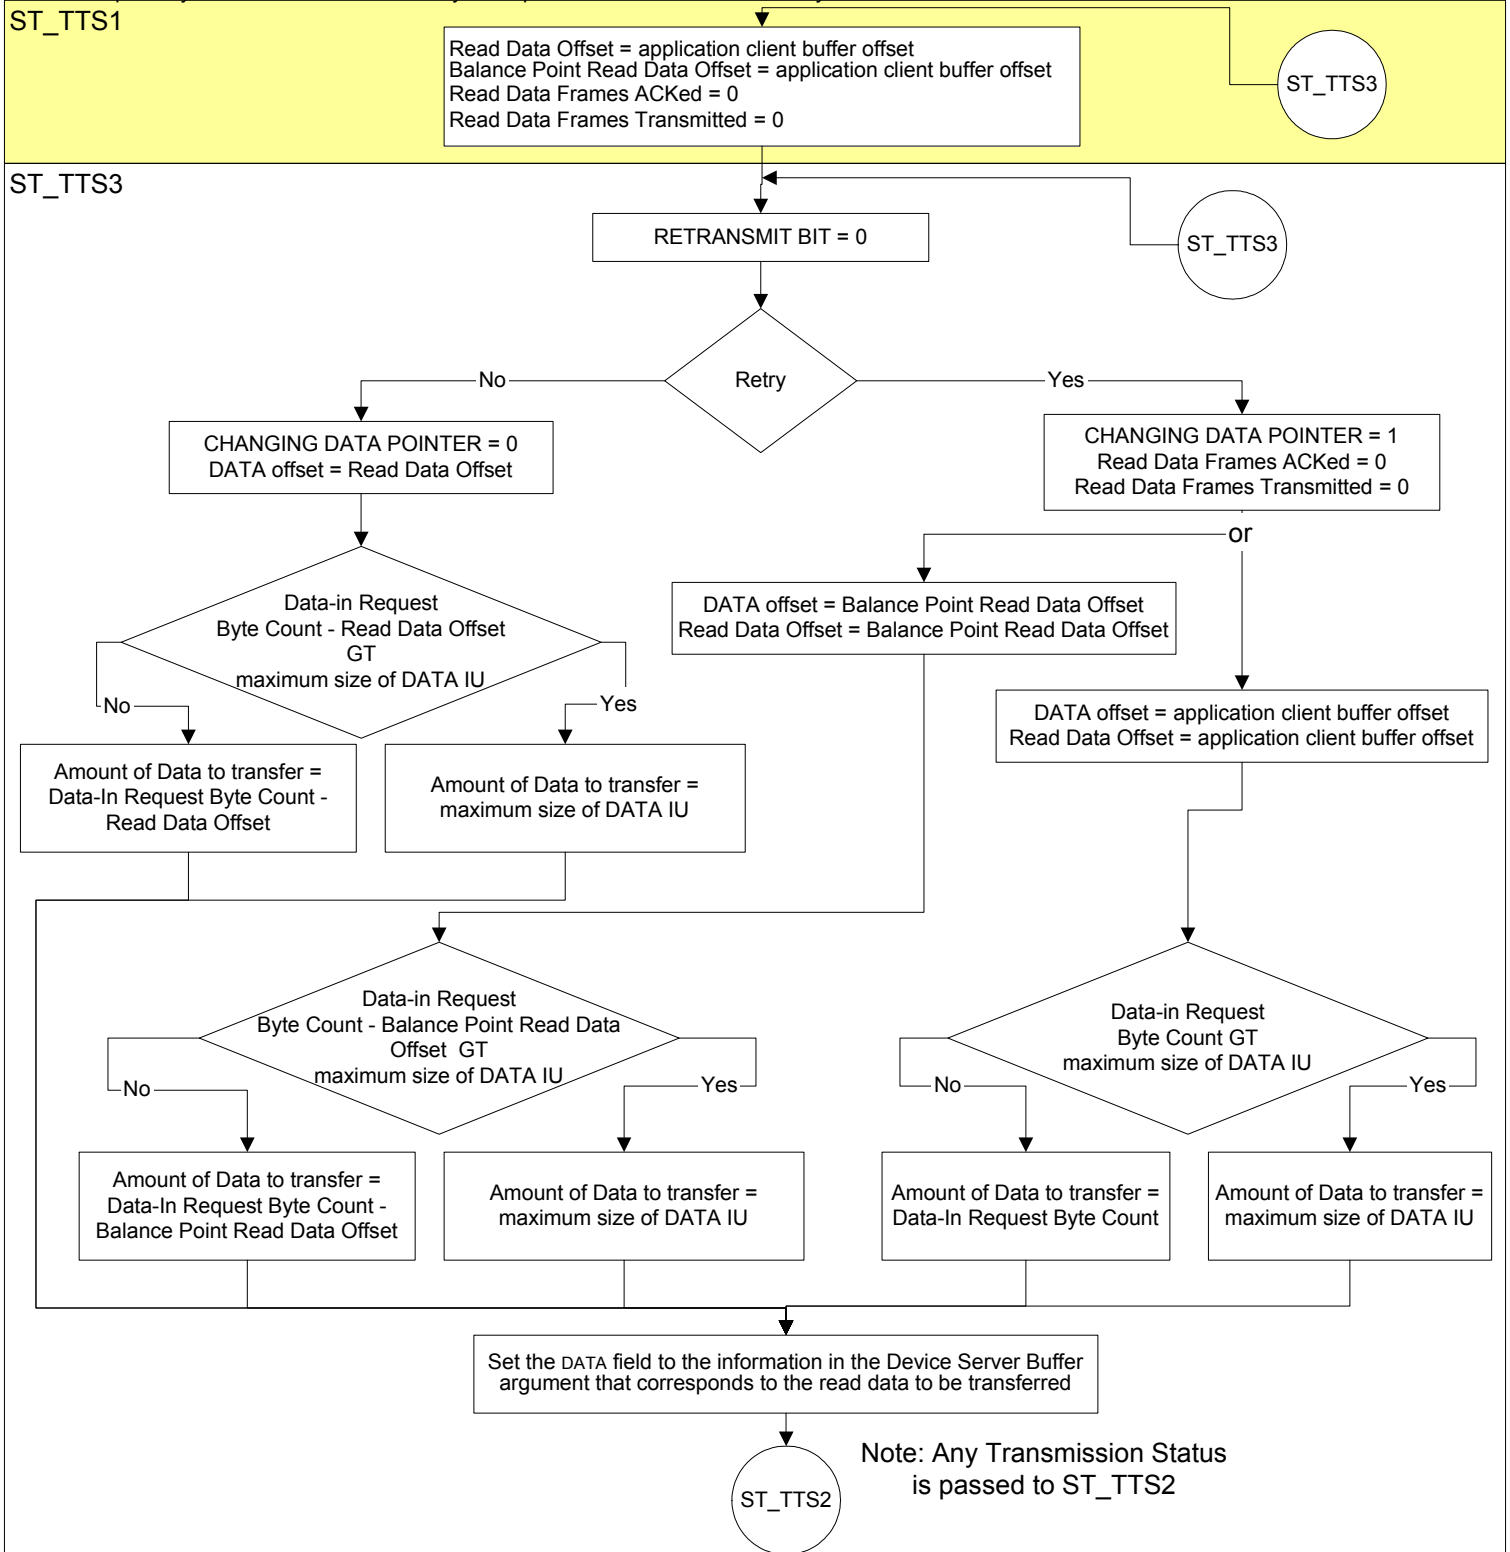 ST_TTS1
Read Data Offset = application client buffer offset
Balance Point Read Data Offset = application client buffer offset
Read Data Frames ACKed = 0
Read Data Frames Transmitted = 0
ST_TTS3
ST_TTS3
RETRANSMIT BIT = 0
ST_TTS3
Retry
No
Yes
CHANGING DATA POINTER = 0
DATA offset = Read Data Offset
CHANGING DATA POINTER = 1
Read Data Frames ACKed = 0
Read Data Frames Transmitted = 0
or
Data-in Request
Byte Count - Read Data Offset
GT
maximum size of DATA IU
No
Yes
DATA offset = Balance Point Read Data Offset
Read Data Offset = Balance Point Read Data Offset
DATA offset = application client buffer offset
Read Data Offset = application client buffer offset
Amount of Data to transfer =
Data-In Request Byte Count -
Read Data Offset
Amount of Data to transfer =
maximum size of DATA IU
Data-in Request
Byte Count - Balance Point Read Data
Offset GT
maximum size of DATA IU
No
Yes
Data-in Request
Byte Count GT
maximum size of DATA IU
No
Yes
Amount of Data to transfer =
Data-In Request Byte Count -
Balance Point Read Data Offset
Amount of Data to transfer =
maximum size of DATA IU
Amount of Data to transfer =
Data-In Request Byte Count
Amount of Data to transfer =
maximum size of DATA IU
Set the DATA field to the information in the Device Server Buffer
argument that corresponds to the read data to be transferred
ST_TTS2
Note: Any Transmission Status
is passed to ST_TTS2